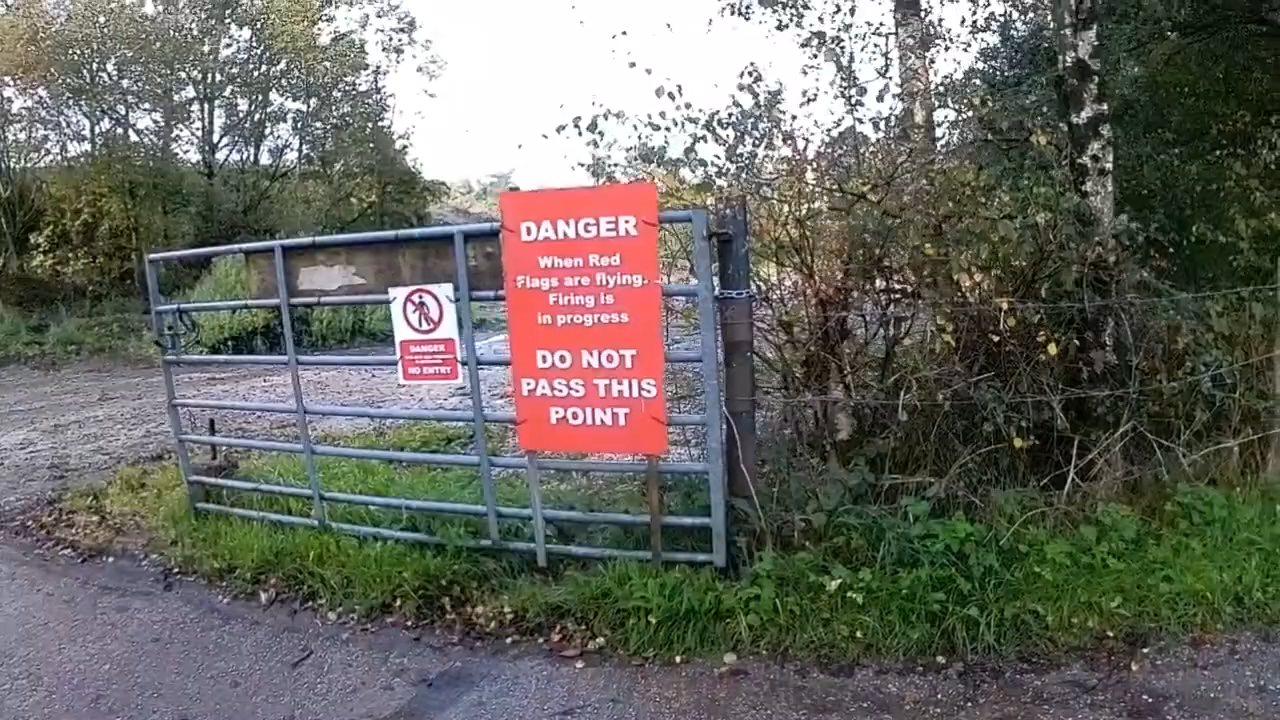 DANGER
When Red
Flags are flying.
Firing is
in progress
DO NOT
PASS THIS
POINT
DANGER
NO ENTRY